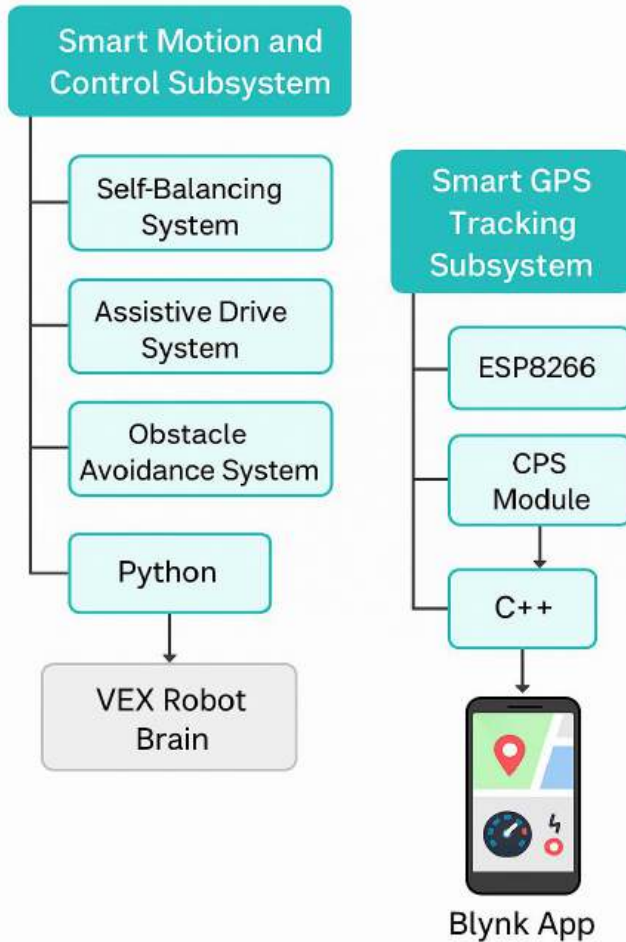 Smart Motion and
Control Subsystem
Self-Balancing
System
Assistive Drive
System
Obstacle
Avoidance System
Python
VEX Robot
Brain
Smart GPS
Tracking
Subsystem
ESP8266
CPS
Module
C++
Blynk App